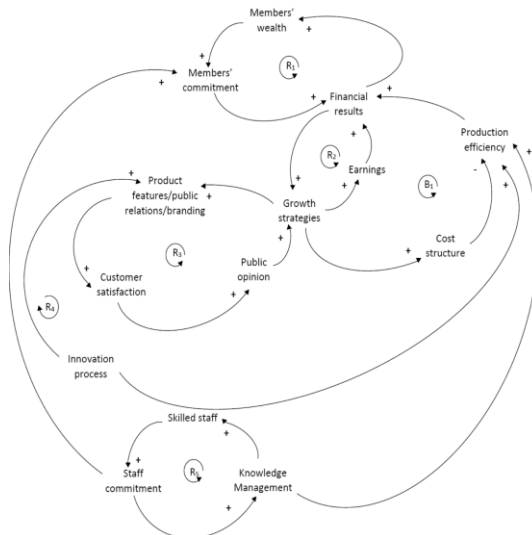 Members'
wealth
+
+
R1
Members'
commitment
+
+
Financial
results
+
+
Production
efficiency
+
R2
-
+
+
Product
features/public
relations/branding
+
+
Earnings
+
B1
Growth
strategies
+
R3
+
Public
opinion
+
Cost
structure
+
Customer
satisfaction
+
R4
Innovation
process
Skilled staff
+
+
Staff
commitment
R5
Knowledge
Management
+